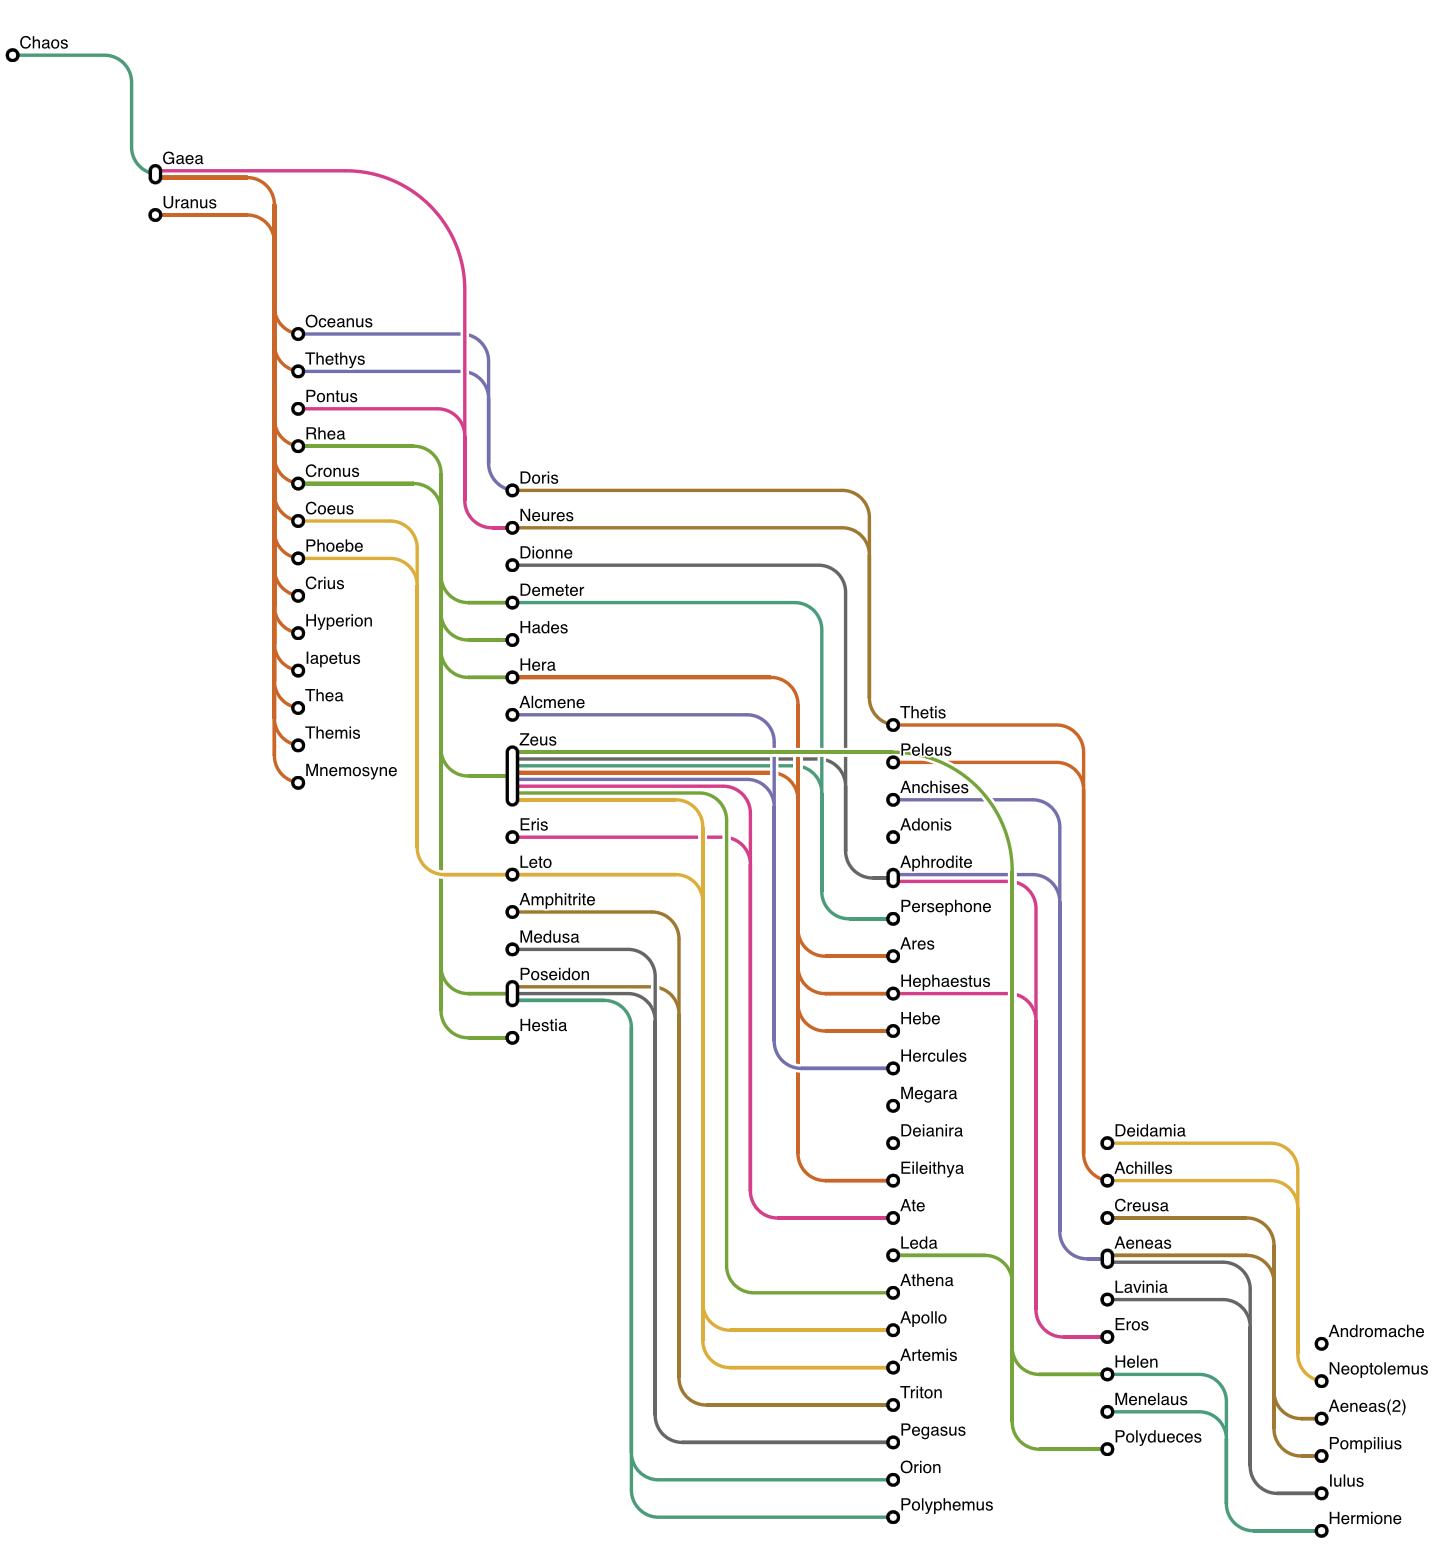 Chaos
Gaea
Uranus
Oceanus
Thethys
Pontus
Rhea
Cronus
Coeus
Phoebe
Crius
Hyperion
Iapetus
Thea
Themis
Mnemosyne
Doris
Neures
Dionne
Demeter
Hades
Hera
Alcmene
Zeus
Eris
Leto
Amphitrite
Medusa
Poseidon
Hestia
Thetis
Peleus
Anchises
Adonis
Aphrodite
Persephone
Ares
Hephaestus
Hebe
Hercules
Megara
Deianira
Eileithya
Ate
Leda
Athena
Apollo
Artemis
Triton
Pegasus
Orion
Polyphemus
Deidamia
Achilles
Creusa
Aeneas
Lavinia
Eros
Helen
Menelaus
Polydueces
Andromache
Neoptolemus
Aeneas(2)
Pompilius
Iulus
Hermione